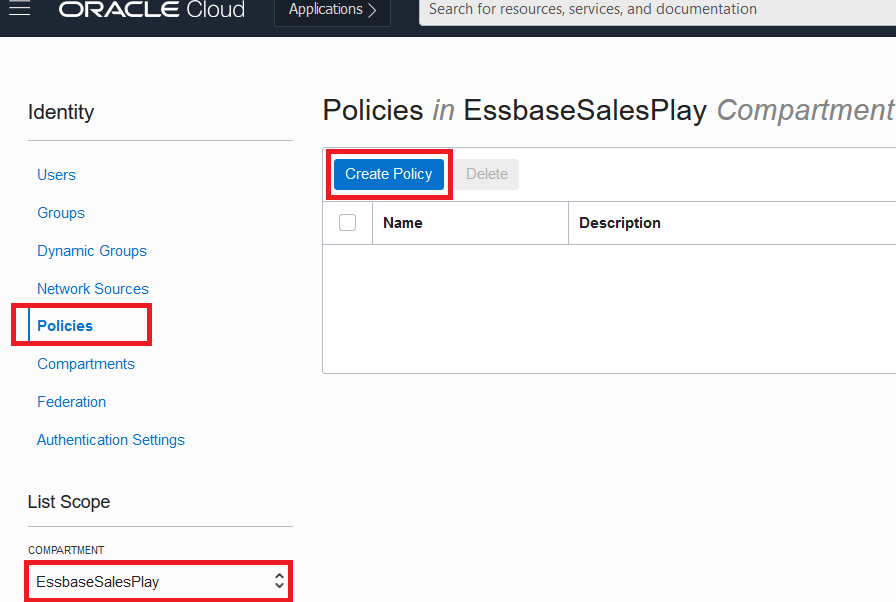 ORACLE Cloud
Applications
Search for resources, services, and documentation
Identity
Users
Groups
Dynamic Groups
Network Sources
Policies
Compartments
Federation
Authentication Settings
List Scope
COMPARTMENT
EssbaseSalesPlay
Policies in EssbaseSalesPlay Compartment
Create Policy Delete
Name Description